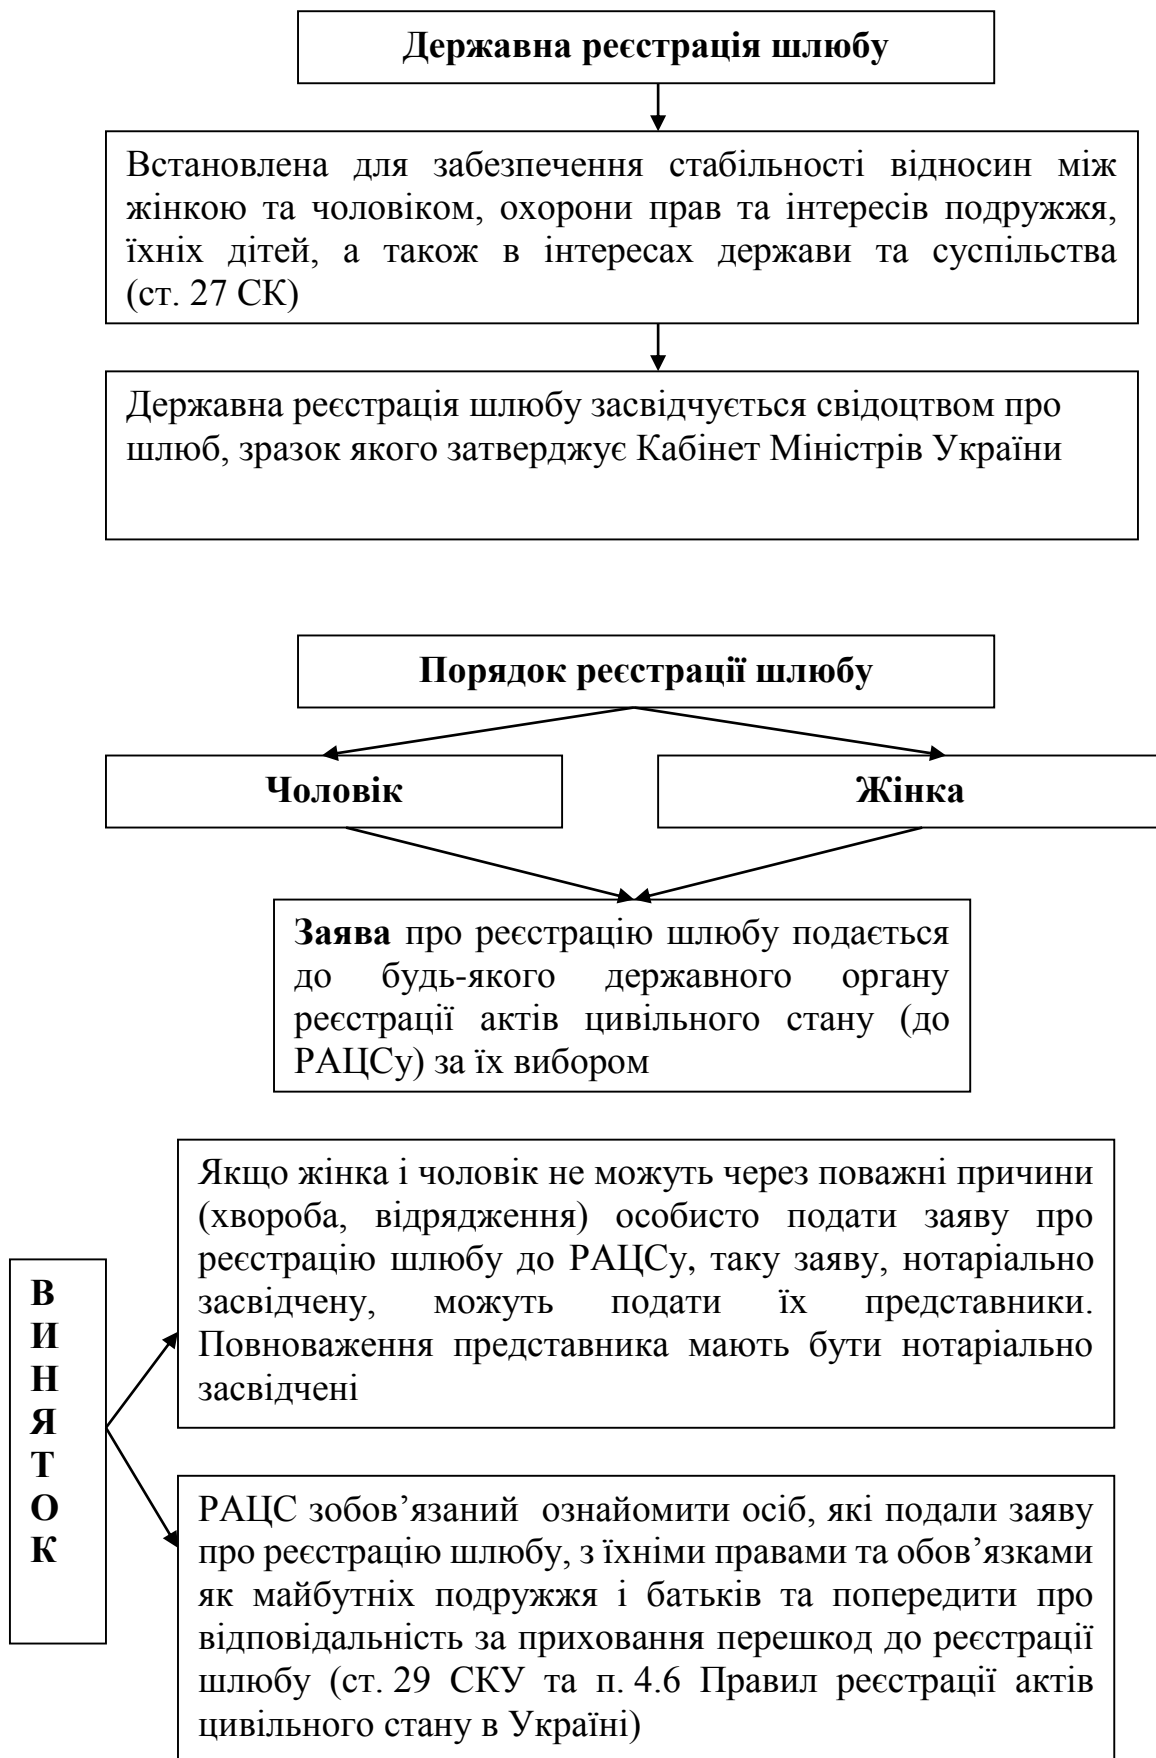 Державна реєстрація шлюбу
Встановлена для забезпечення стабільності відносин між
жінкою та чоловіком, охорони прав та інтересів подружжя,
їхніх дітей, а також в інтересах держави та суспільства
(ст. 27 СК)
Державна реєстрація шлюбу засвідчується свідоцтвом про
шлюб, зразок якого затверджує Кабінет Міністрів України
Порядок реєстрації шлюбу
Чоловік
Жінка
Заява про реєстрацію шлюбу подається
до будь-якого державного органу
реєстрації актів цивільного стану (до
РАЦСу) за їх вибором
Якщо жінка і чоловік не можуть через поважні причини
(хвороба, відрядження) особисто подати заяву про
реєстрацію шлюбу до РАЦСу, таку заяву, нотаріально
засвідчену, можуть подати їх представники.
Повноваження представника мають бути нотаріально
засвідчені
В
И
Н
Я
Т
О
К
РАЦС зобов’язаний ознайомити осіб, які подали заяву
про реєстрацію шлюбу, з їхніми правами та обов’язками
як майбутніх подружжя і батьків та попередити про
відповідальність за приховання перешкод до реєстрації
шлюбу (ст. 29 СКУ та п. 4.6 Правил реєстрації актів
цивільного стану в Україні)